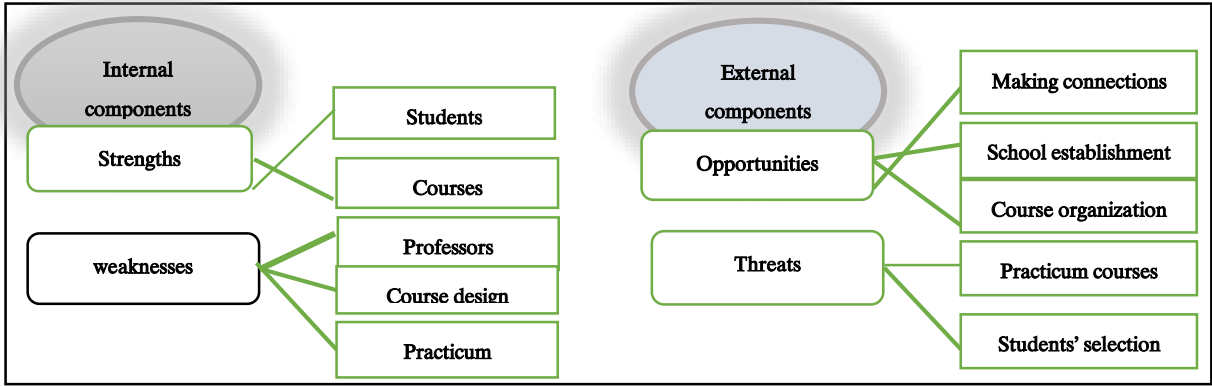 Internal
components
Strengths
Students
Courses
weaknesses
Professors
Course design
Practicum
External
components
Opportunities
Making connections
School establishment
Course organization
Threats
Practicum courses
Students’ selection